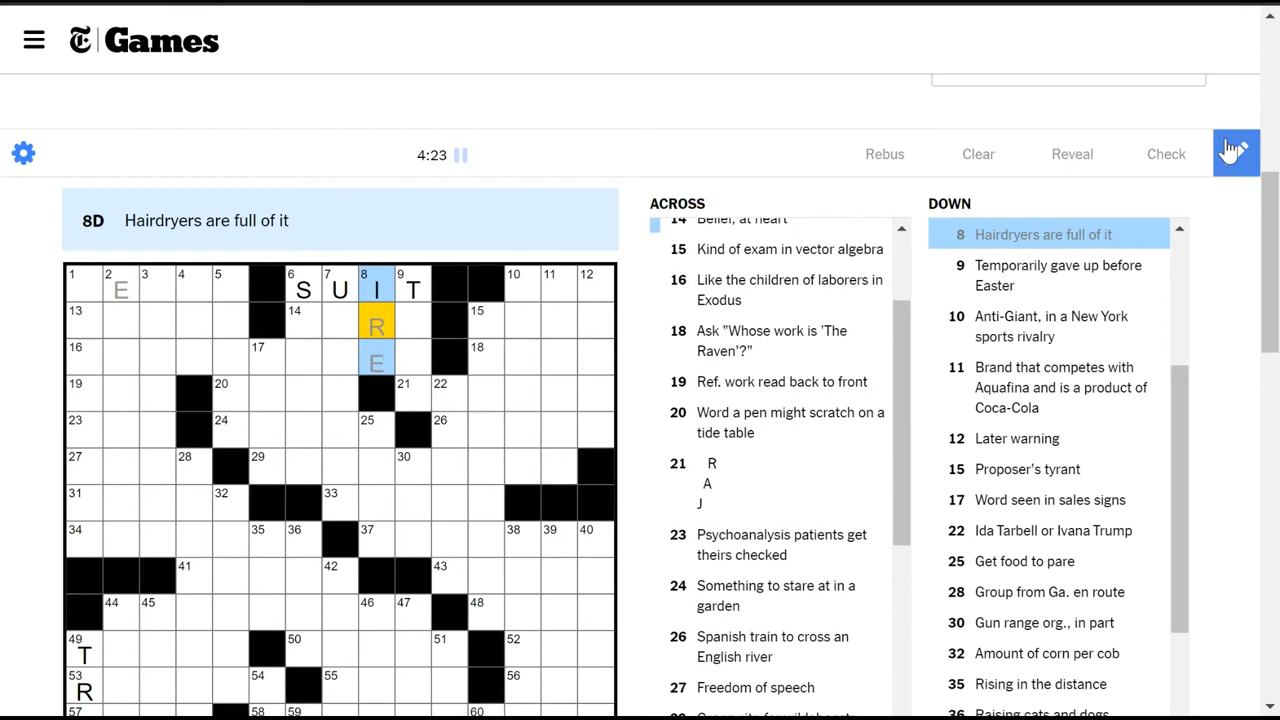 Games
4:23
Rebus
Clear
Reveal
Check
8D Hairdryers are full of it
1 2 3 4 5 6 7 8 9 10 11 12
E S U I T
13 14 15
R
16 17 18
E
19 20 21 22
23 24 25 26
27 28 29 30
31 32 33
34 35 36 37 38 39 40
41 42 43
44 45 46 47 48
49 50 51 52
T
53 54 55 56
R
57 58 59 60
ACROSS
14 Belief, at heart
15 Kind of exam in vector algebra
16 Like the children of laborers in
Exodus
18 Ask "Whose work is 'The
Raven'?"
19 Ref. work read back to front
20 Word a pen might scratch on a
tide table
21 R
A
J
23 Psychoanalysis patients get
theirs checked
24 Something to stare at in a
garden
26 Spanish train to cross an
English river
27 Freedom of speech
DOWN
8 Hairdryers are full of it
9 Temporarily gave up before
Easter
10 Anti-Giant, in a New York
sports rivalry
11 Brand that competes with
Aquafina and is a product of
Coca-Cola
12 Later warning
15 Proposer's tyrant
17 Word seen in sales signs
22 Ida Tarbell or Ivana Trump
25 Get food to pare
28 Group from Ga. en route
30 Gun range org., in part
32 Amount of corn per cob
35 Rising in the distance
36 Raising cats and dogs